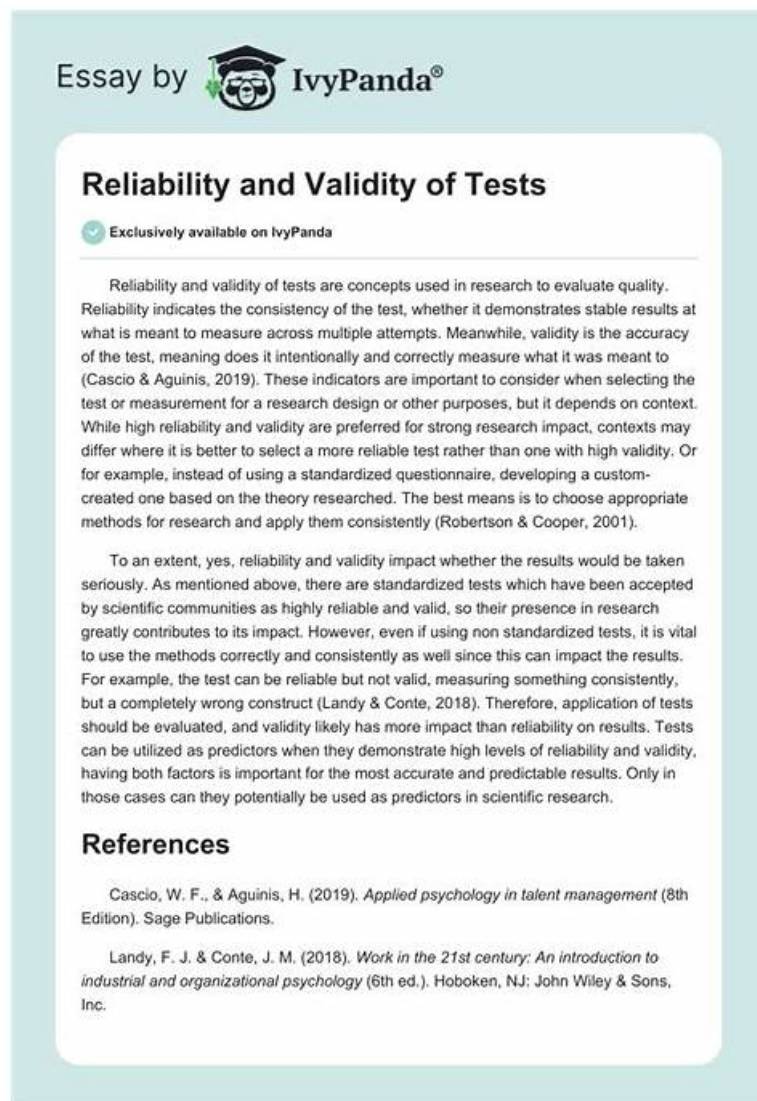 Essay by IvyPanda®
Reliability and Validity of Tests
Exclusively available on IvyPanda
Reliability and validity of tests are concepts used in research to evaluate quality.
Reliability indicates the consistency of the test, whether it demonstrates stable results at
what is meant to measure across multiple attempts. Meanwhile, validity is the accuracy
of the test, meaning does it intentionally and correctly measure what it was meant to
(Cascio & Aguinis, 2019). These indicators are important to consider when selecting the
test or measurement for a research design or other purposes, but it depends on context.
While high reliability and validity are preferred for strong research impact, contexts may
differ where it is better to select a more reliable test rather than one with high validity. Or
for example, instead of using a standardized questionnaire, developing a custom-
created one based on the theory researched. The best means is to choose appropriate
methods for research and apply them consistently (Robertson & Cooper, 2001).
To an extent, yes, reliability and validity impact whether the results would be taken
seriously. As mentioned above, there are standardized tests which have been accepted
by scientific communities as highly reliable and valid, so their presence in research
greatly contributes to its impact. However, even if using non standardized tests, it is vital
to use the methods correctly and consistently as well since this can impact the results.
For example, the test can be reliable but not valid, measuring something consistently,
but a completely wrong construct (Landy & Conte, 2018). Therefore, application of tests
should be evaluated, and validity likely has more impact than reliability on results. Tests
can be utilized as predictors when they demonstrate high levels of reliability and validity,
having both factors is important for the most accurate and predictable results. Only in
those cases can they potentially be used as predictors in scientific research.
References
Cascio, W. F., & Aguinis, H. (2019). Applied psychology in talent management (8th
Edition). Sage Publications.
Landy, F. J. & Conte, J. M. (2018). Work in the 21st century: An introduction to
industrial and organizational psychology (6th ed.). Hoboken, NJ: John Wiley & Sons,
Inc.